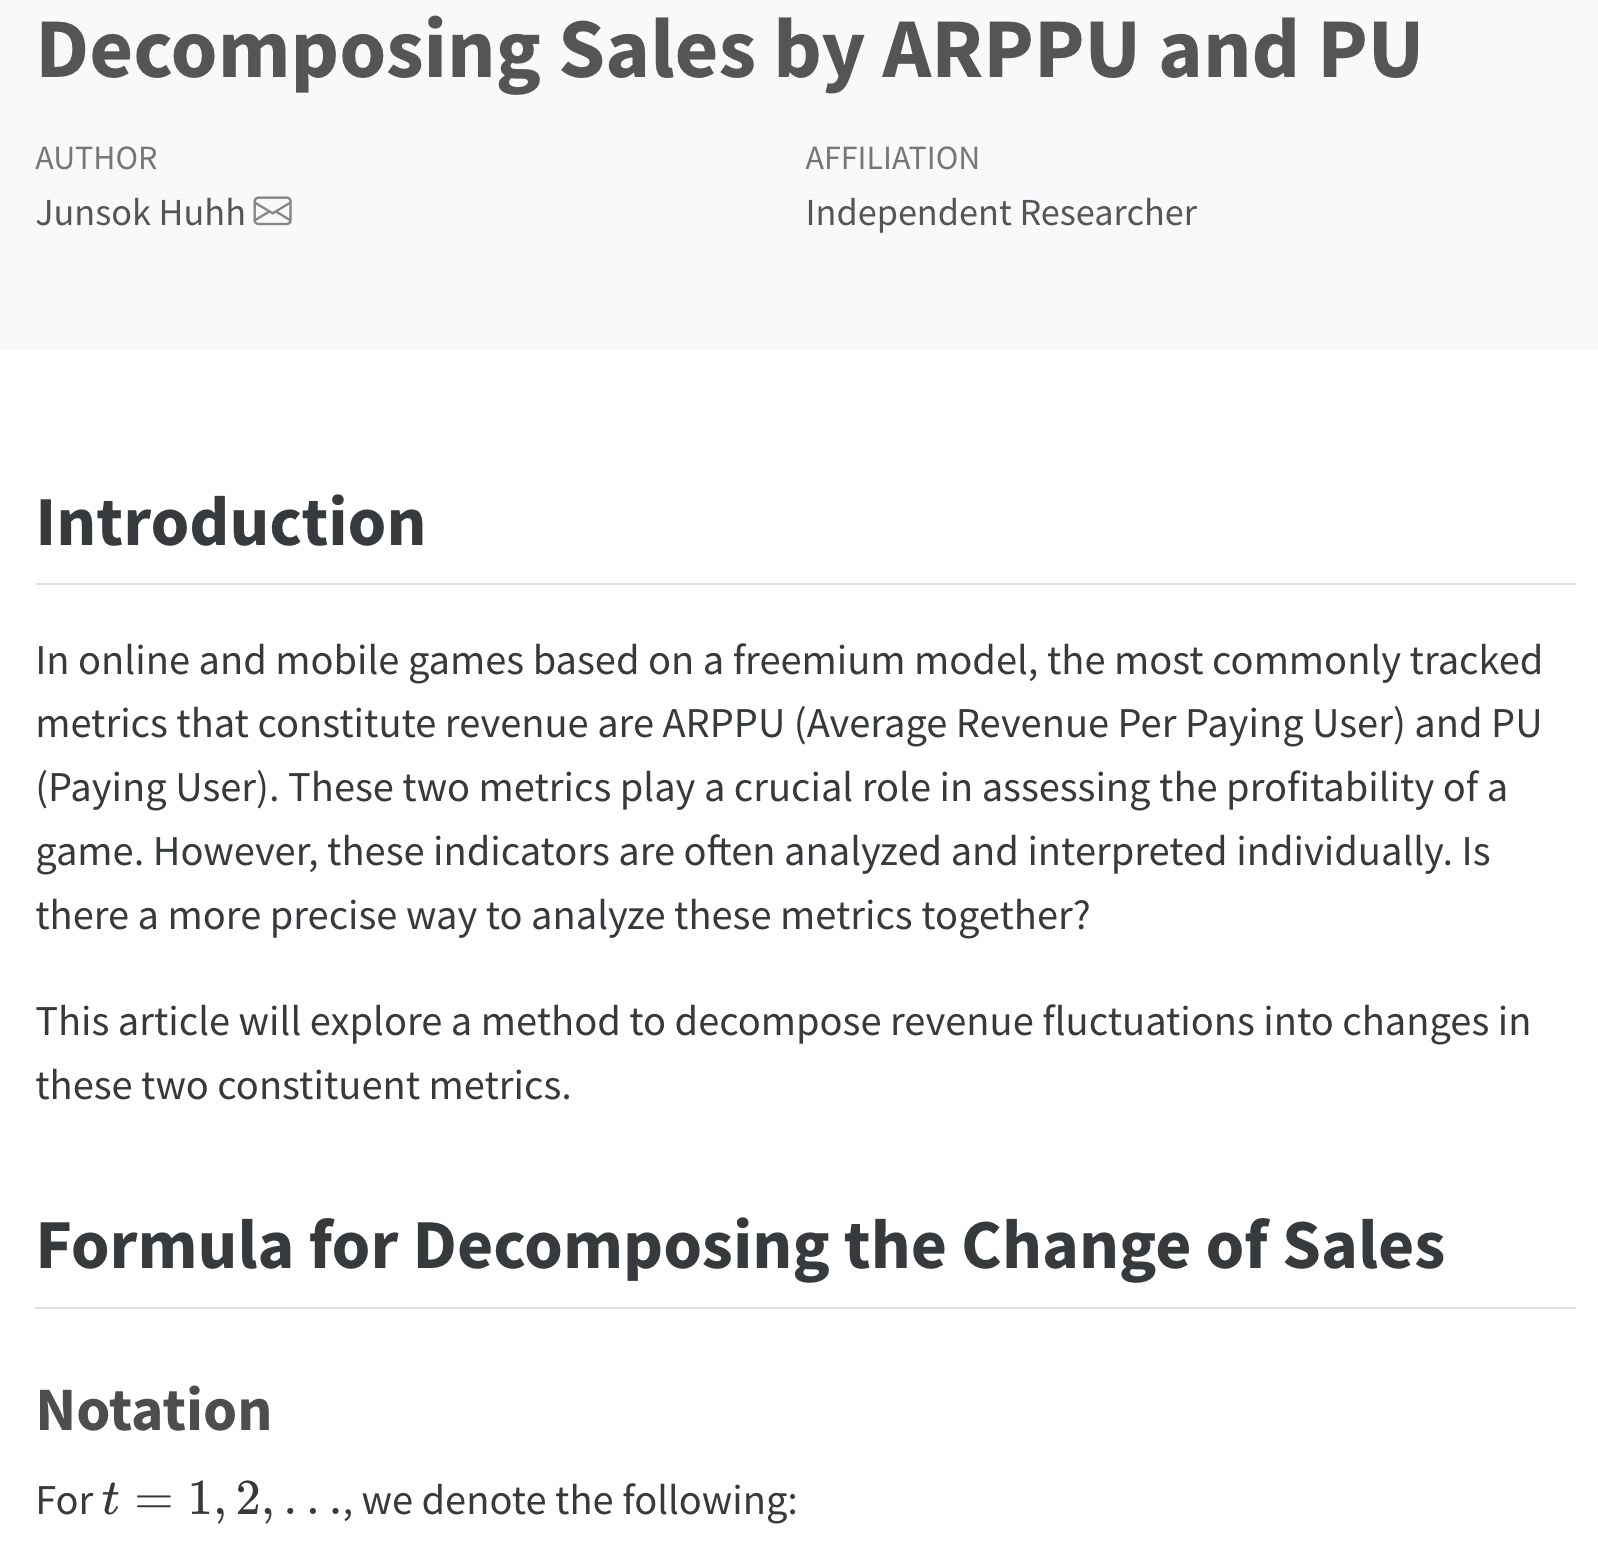 Decomposing Sales by ARPPU and PU
AUTHOR
Junsok Huhh
AFFILIATION
Independent Researcher
Introduction
In online and mobile games based on a freemium model, the most commonly tracked
metrics that constitute revenue are ARPPU (Average Revenue Per Paying User) and PU
(Paying User). These two metrics play a crucial role in assessing the profitability of a
game. However, these indicators are often analyzed and interpreted individually. Is
there a more precise way to analyze these metrics together?
This article will explore a method to decompose revenue fluctuations into changes in
these two constituent metrics.
Formula for Decomposing the Change of Sales
Notation
For t = 1, 2, . . ., we denote the following: